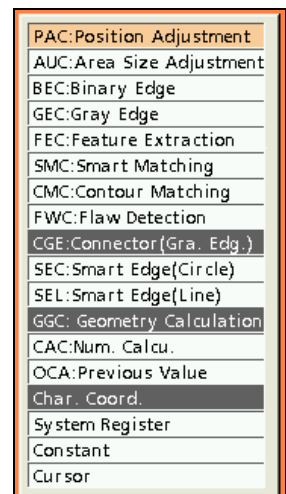 PAC:Position Adjustment
AUC:Area Size Adjustment
BEC:Binary Edge
GEC:Gray Edge
FEC:Feature Extraction
SMC:Smart Matching
CMC:Contour Matching
FWC:Flaw Detection
CGE:Connector(Gra. Edg.)
SEC:Smart Edge(Circle)
SEL:Smart Edge(Line)
GGC: Geometry Calculation
CAC:Num. Calcu.
OCA:Previous Value
Char. Coord.
System Register
Constant
Cursor